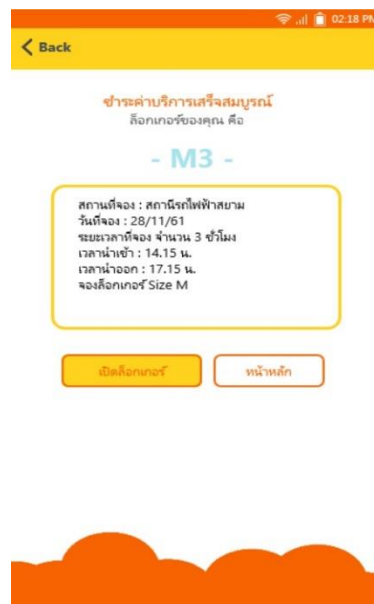 02:18 PM
Back
ชำระค่าบริการเสร็จสมบูรณ์
ล็อกเกอร์ของคุณ คือ
- M3 -
สถานที่จอง : สถานีรถไฟฟ้าสยาม
วันที่จอง : 28/11/61
ระยะเวลาที่จอง จำนวน 3 ชั่วโมง
เวลานำเข้า : 14.15 น.
เวลานำออก : 17.15 น.
จองล็อกเกอร์ Size M
เปิดล็อกเกอร์
หน้าหลัก